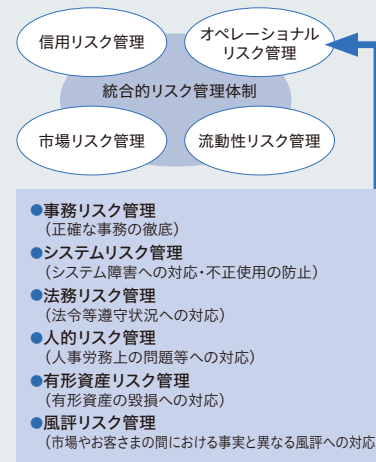 信用リスク管理
オペレーショナル
リスク管理
統合的リスク管理体制
市場リスク管理
流動性リスク管理
●事務リスク管理
（正確な事務の徹底）
●システムリスク管理
（システム障害への対応・不正使用の防止）
●法務リスク管理
（法令等遵守状況への対応）
●人的リスク管理
（人事労務上の問題等への対応）
●有形資産リスク管理
（有形資産の毀損への対応）
●風評リスク管理
（市場やお客さまの間における事実と異なる風評への対応